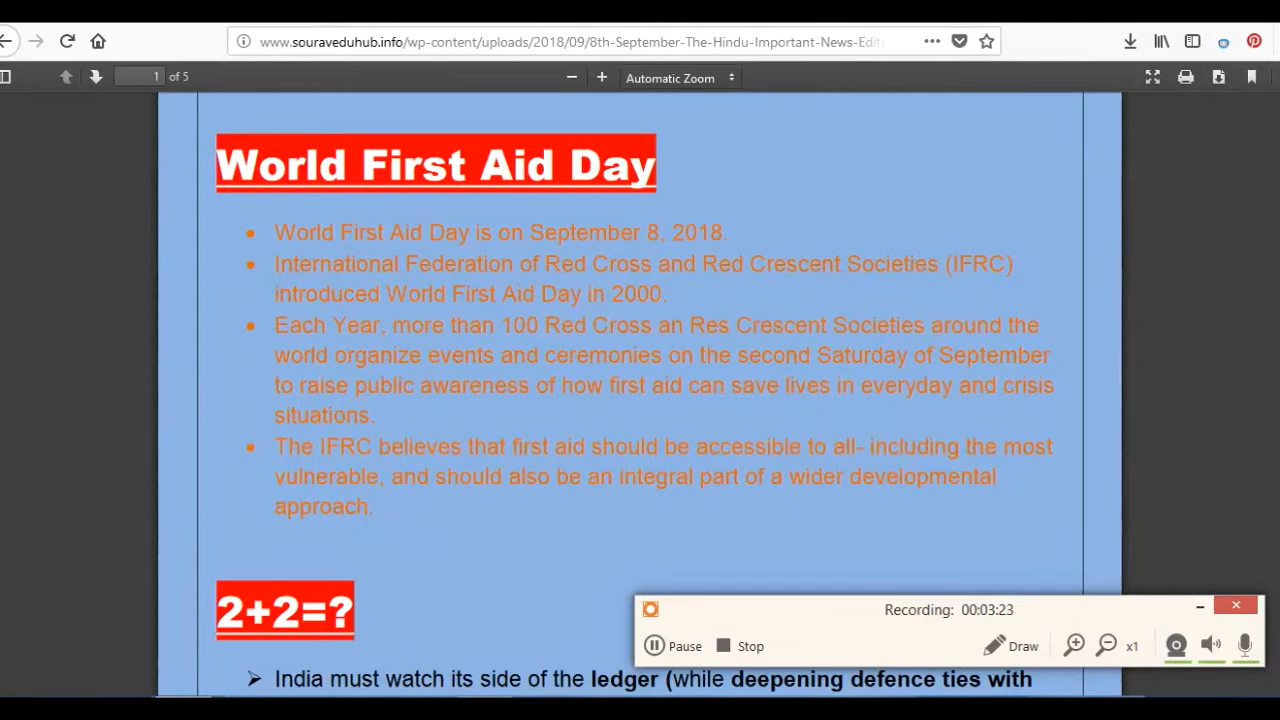 www.souraveduhub.info/wp-content/uploads/2018/09/8th-September-The-Hindu-Important-News-Edit
1 of 5
Automatic Zoom
World First Aid Day
• World First Aid Day is on September 8, 2018.
• International Federation of Red Cross and Red Crescent Societies (IFRC)
introduced World First Aid Day in 2000.
• Each Year, more than 100 Red Cross an Res Crescent Societies around the
world organize events and ceremonies on the second Saturday of September
to raise public awareness of how first aid can save lives in everyday and crisis
situations.
• The IFRC believes that first aid should be accessible to all- including the most
vulnerable, and should also be an integral part of a wider developmental
approach.
2+2=?
Recording: 00:03:23
Pause Stop Draw x1
➢ India must watch its side of the ledger (while deepening defence ties with